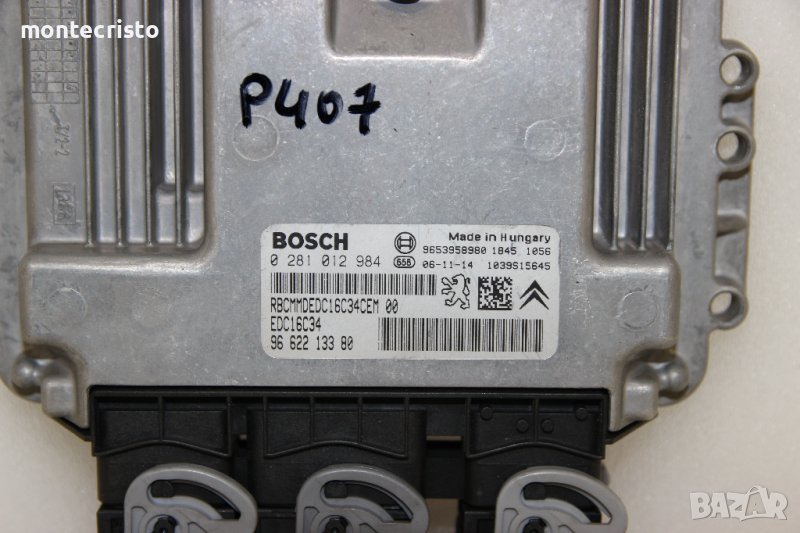 montecristo
P407
BOSCH
Made in Hungary
9653958980 1845 1056
0 281 012 984 656 06-11-14 1039S15645
RBCMMDEDC16C34CEM 00
EDC16C34
96 622 133 80
BAZAR